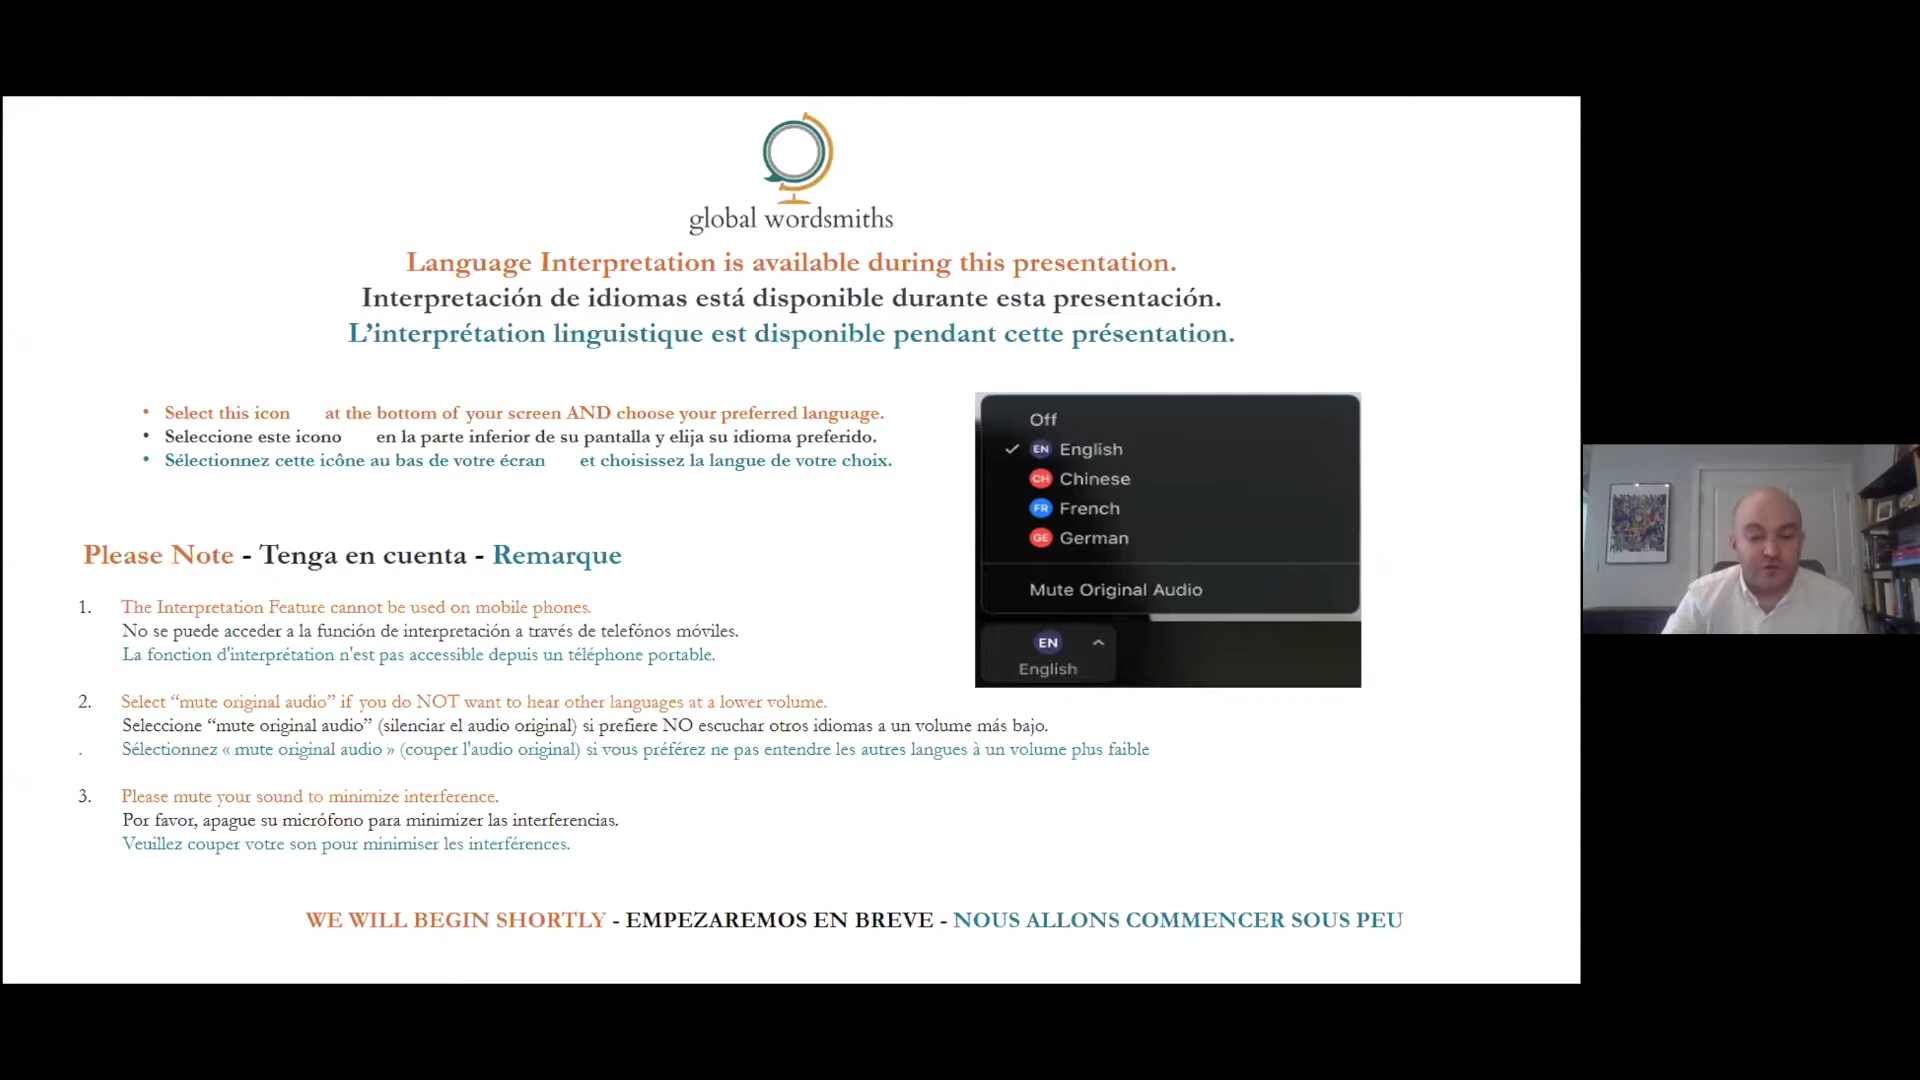 global wordsmiths
Language Interpretation is available during this presentation.
Interpretación de idiomas está disponible durante esta presentación.
L’interprétation linguistique est disponible pendant cette présentation.
• Select this icon at the bottom of your screen AND choose your preferred language.
• Seleccione este icono en la parte inferior de su pantalla y elija su idioma preferido.
• Sélectionnez cette icône au bas de votre écran et choisissez la langue de votre choix.
Off
EN English
CH Chinese
FR French
GE German
Mute Original Audio
EN
English
Please Note - Tenga en cuenta - Remarque
1. The Interpretation Feature cannot be used on mobile phones.
No se puede acceder a la función de interpretación a través de telefónos móviles.
La fonction d'interprétation n'est pas accessible depuis un téléphone portable.
2. Select “mute original audio” if you do NOT want to hear other languages at a lower volume.
Seleccione “mute original audio” (silenciar el audio original) si prefiere NO escuchar otros idiomas a un volume más bajo.
. Sélectionnez « mute original audio » (couper l'audio original) si vous préférez ne pas entendre les autres langues à un volume plus faible
3. Please mute your sound to minimize interference.
Por favor, apague su micrófono para minimizer las interferencias.
Veuillez couper votre son pour minimiser les interférences.
WE WILL BEGIN SHORTLY - EMPEZAREMOS EN BREVE - NOUS ALLONS COMMENCER SOUS PEU